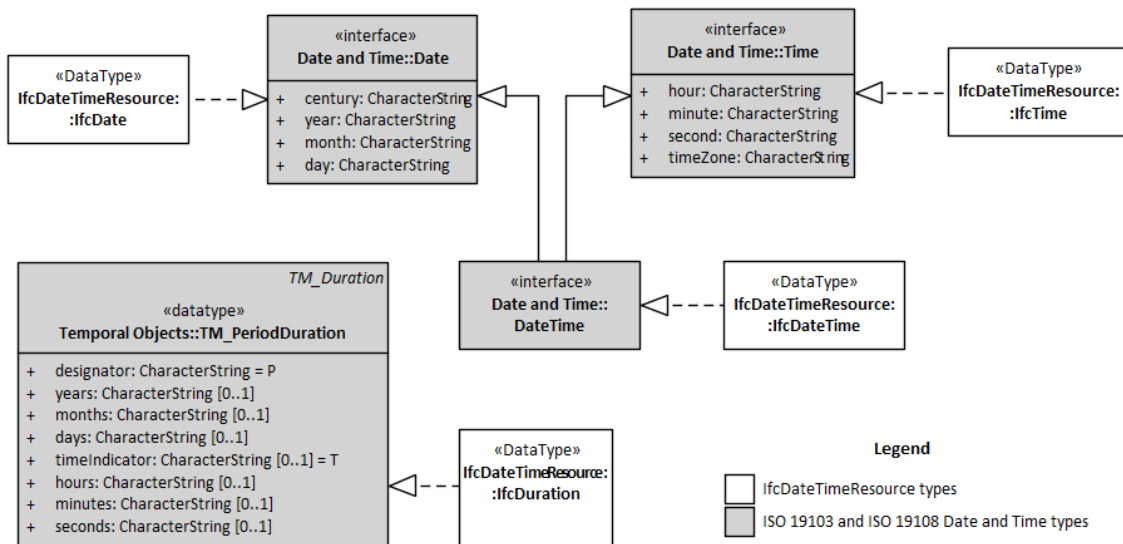 «DataType»
IfcDateTimeResource:
:IfcDate
«interface»
Date and Time::Date
+ century: CharacterString
+ year: CharacterString
+ month: CharacterString
+ day: CharacterString
«interface»
Date and Time::Time
+ hour: CharacterString
+ minute: CharacterString
+ second: CharacterString
+ timeZone: CharacterString
«DataType»
IfcDateTimeResource:
:IfcTime
TM_Duration
«datatype»
Temporal Objects::TM_PeriodDuration
+ designator: CharacterString = P
+ years: CharacterString [0..1]
+ months: CharacterString [0..1]
+ days: CharacterString [0..1]
+ timeIndicator: CharacterString [0..1] = T
+ hours: CharacterString [0..1]
+ minutes: CharacterString [0..1]
+ seconds: CharacterString [0..1]
«interface»
Date and Time::
DateTime
«DataType»
IfcDateTimeResource:
:IfcDateTime
«DataType»
IfcDateTimeResource:
:IfcDuration
Legend
IfcDateTimeResource types
ISO 19103 and ISO 19108 Date and Time types